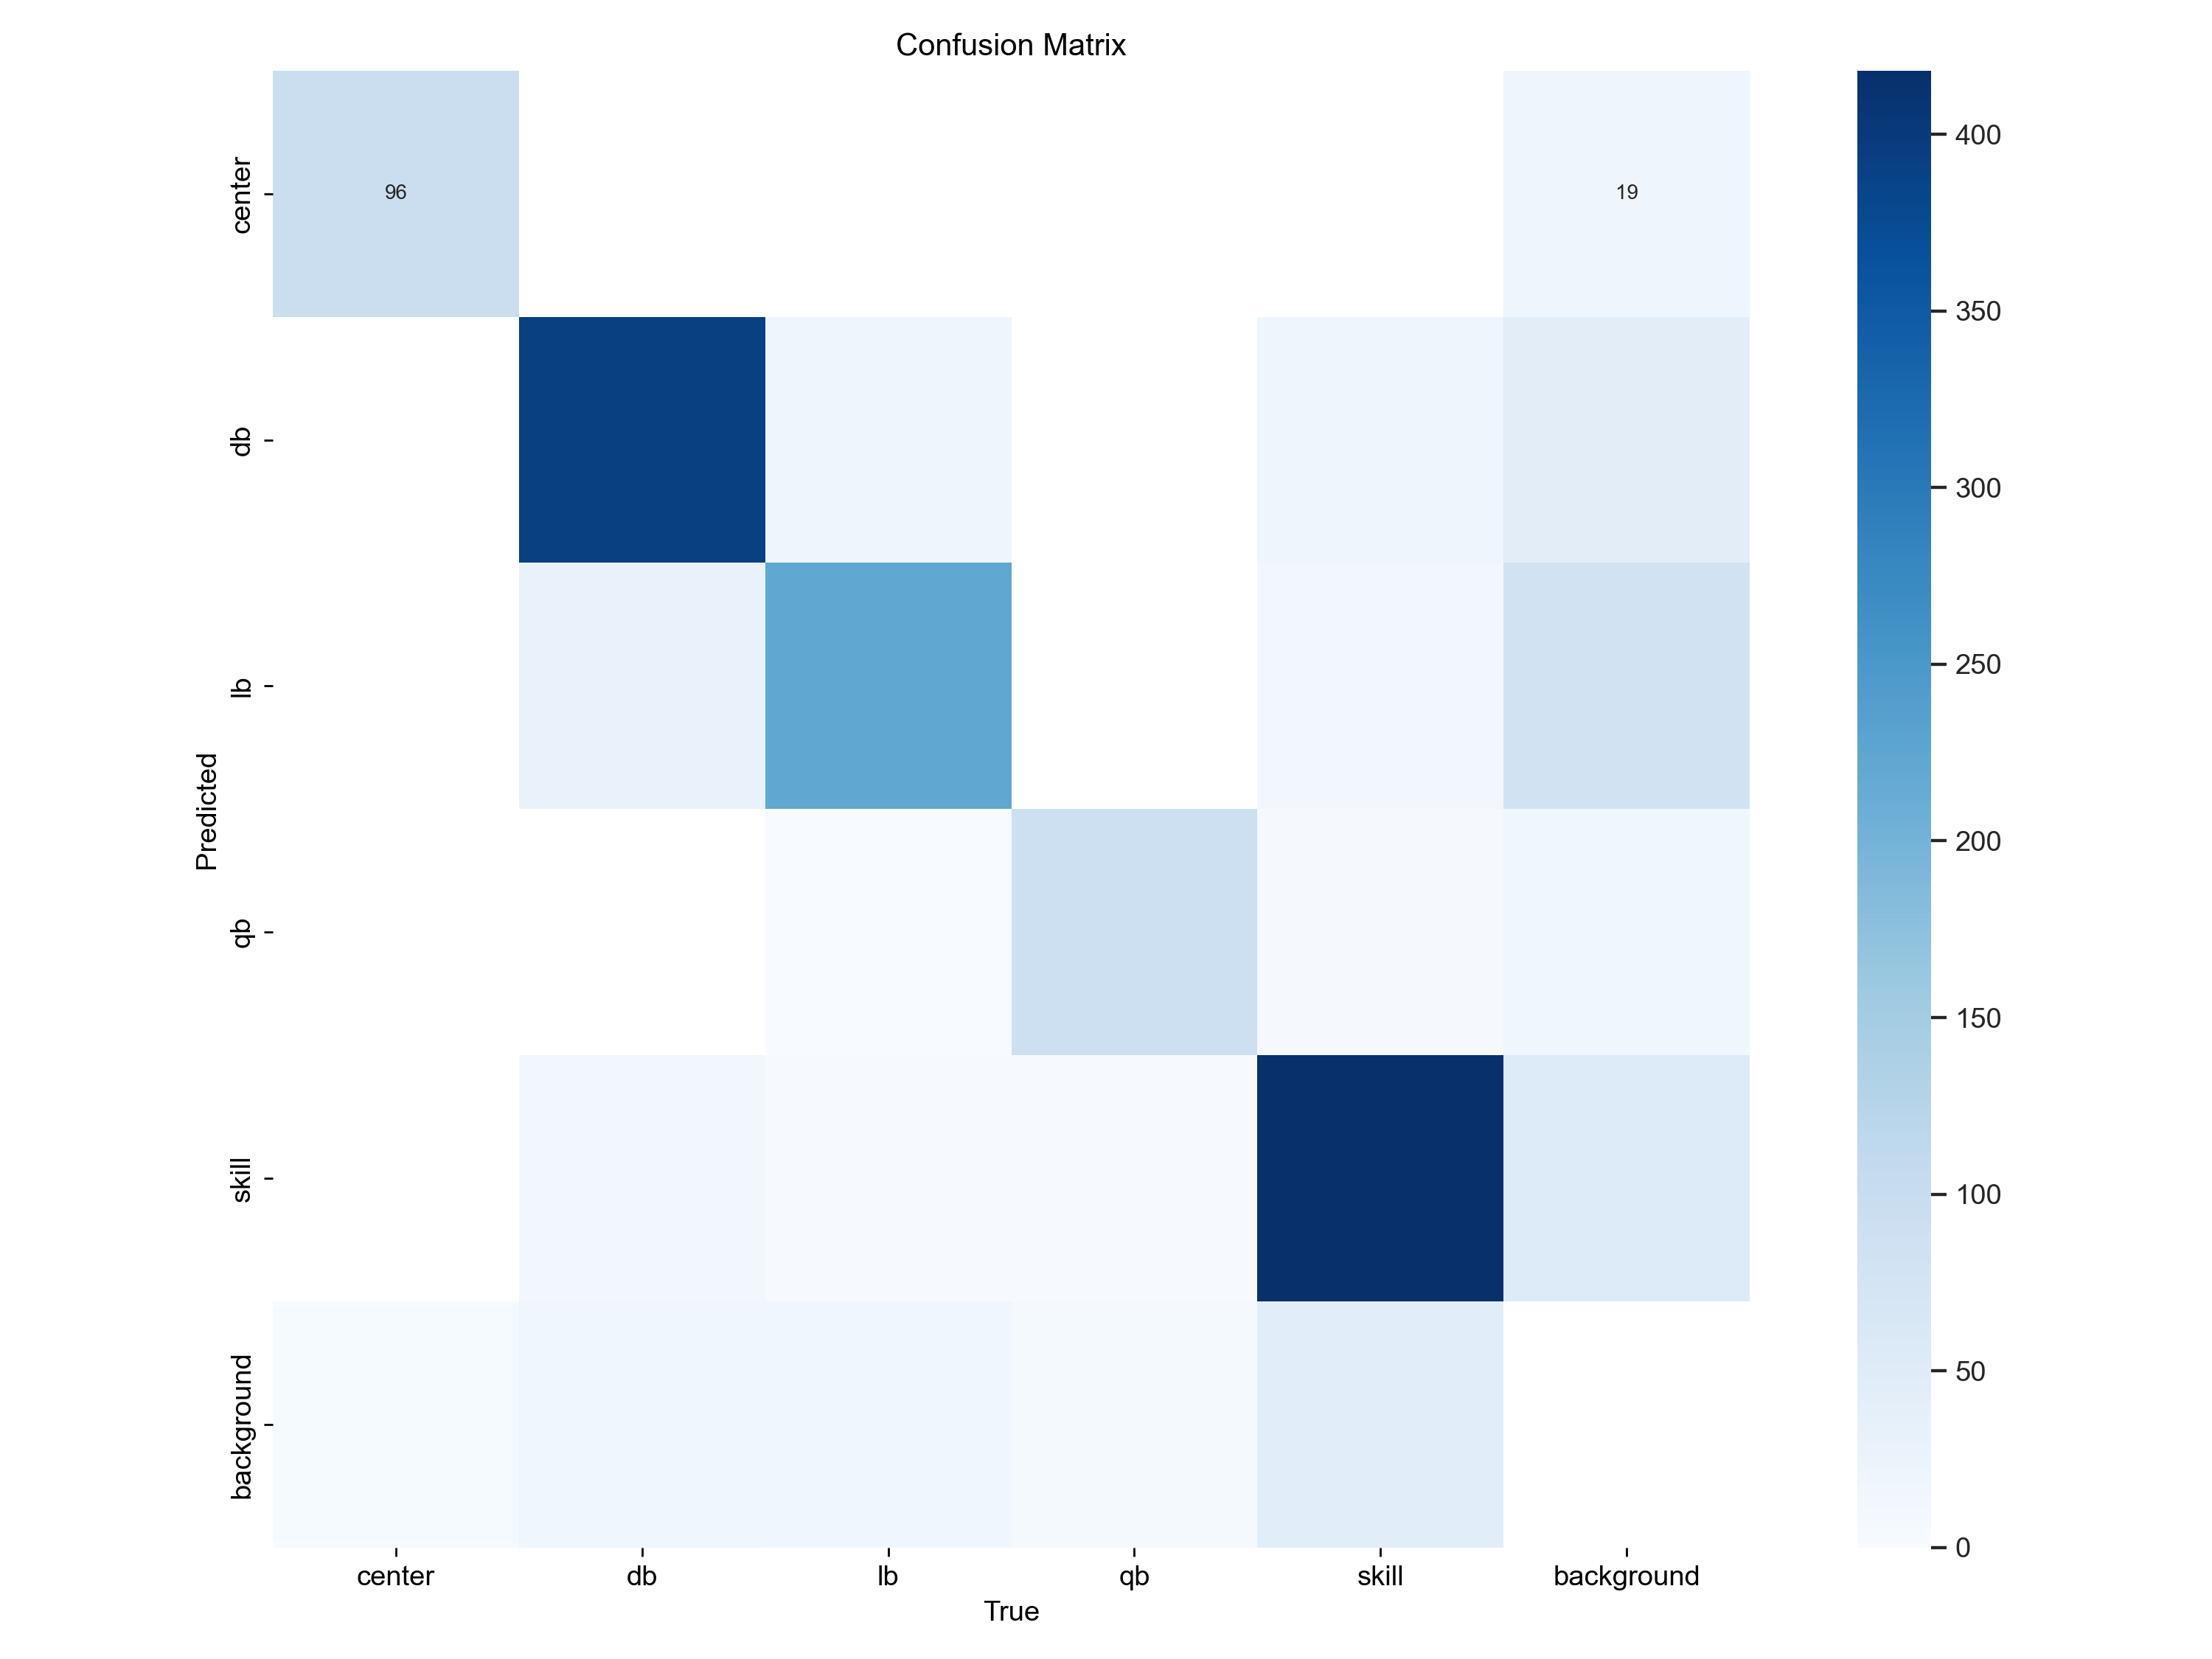 Confusion Matrix
center
96
19
db
lb
qb
skill
background
Predicted
center
db
lb
qb
skill
background
True
400
350
300
250
200
150
100
50
0